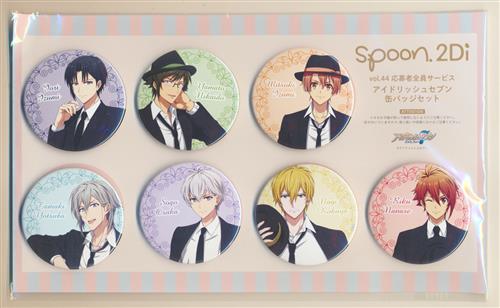 Spoon.2Di
vol.44 応募者全員サービス
アイドリッシュセブン
缶バッジセット
Iori
Izumi
Yamato
Nikaido
Mitsuki
Izumi
Tamaki
Yotsuba
Sogo
Osaka
Nagi
Rokuya
Riku
Nanase